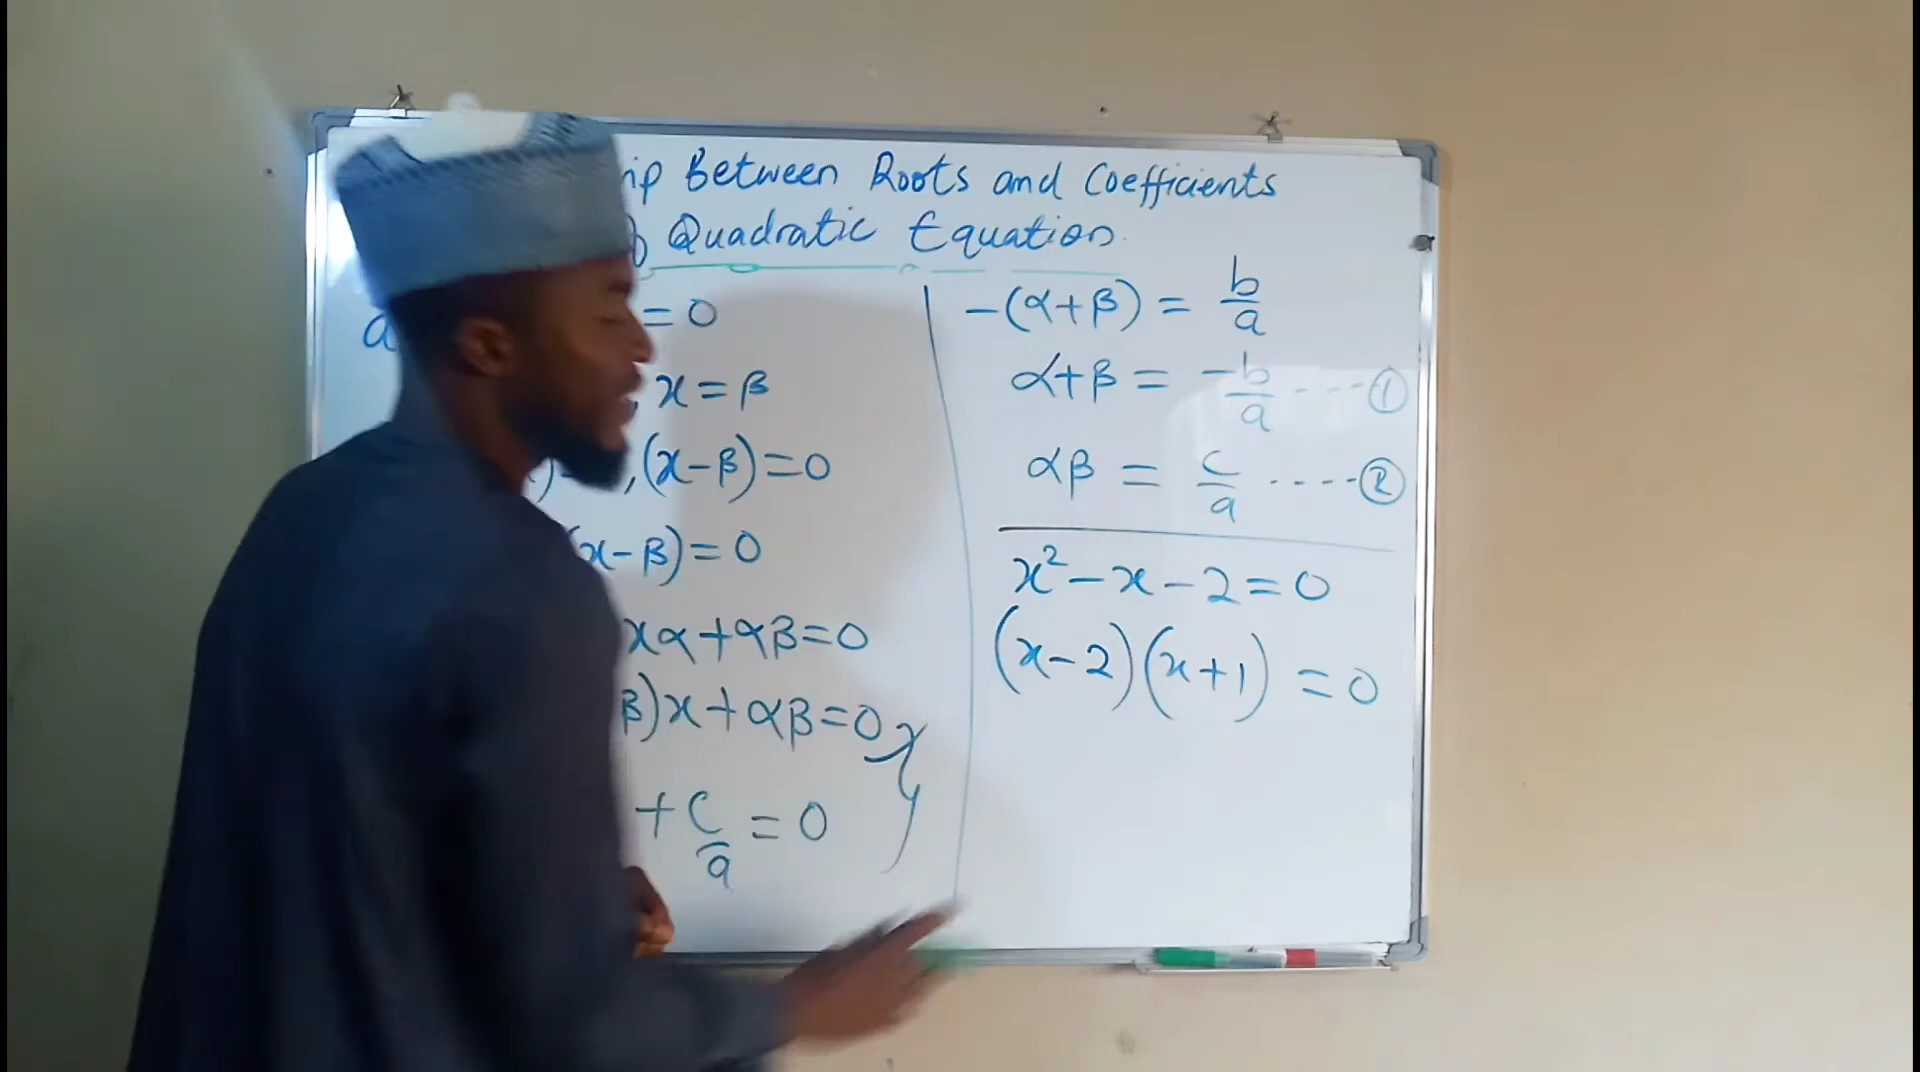 Between Roots and Coefficients
Quadratic Equation.
a = 0
, x = β
) , (x-β)=0
(x-β)=0
xα+αβ=0
β)x+αβ=0
+ c/a = 0
-(α+β) = b/a
α+β = -b/a ----①
αβ = c/a ----②
x²-x-2=0
(x-2)(x+1) = 0